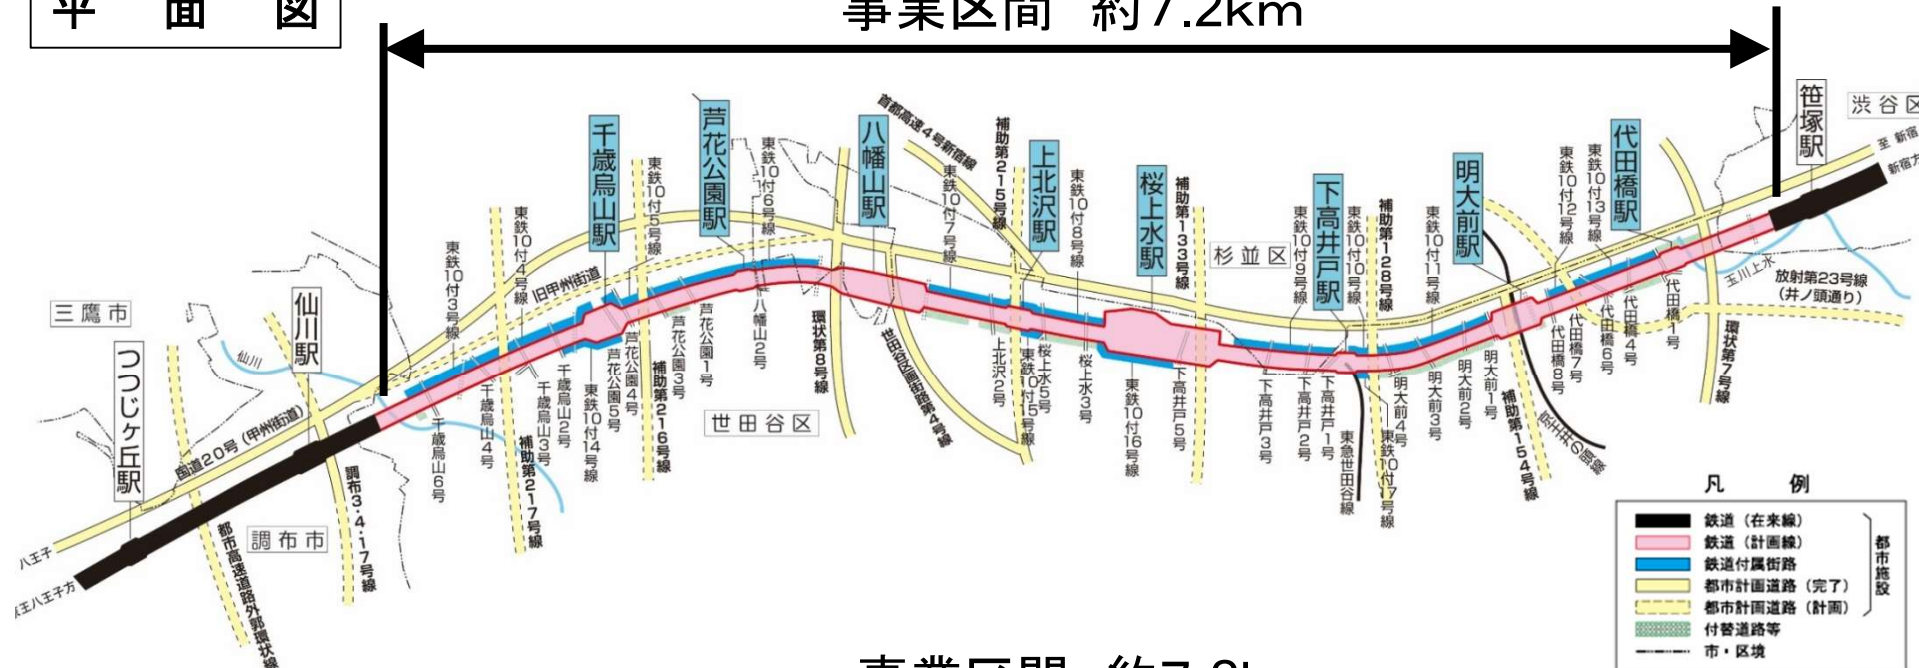 平面図
事業区間 約7.2km
笹塚駅
渋谷区
至 新宿
新宿方
千歳烏山駅
芦花公園駅
八幡山駅
首都高速4号新宿線
上北沢駅
桜上水駅
下高井戸駅
明大前駅
代田橋駅
東鉄10付3号線
東鉄10付4号線
東鉄10付5号線
東鉄10付6号線
東鉄10付7号線
補助第215号線
東鉄10付8号線
補助第133号線
杉並区
東鉄10付9号線
東鉄10付10号線
補助第128号線
東鉄10付11号線
東鉄10付12号線
東鉄10付13号線
旧甲州街道
玉川上水
放射第23号線
(井ノ頭通り)
三鷹市
つつじヶ丘駅
仙川
仙川駅
国道20号(甲州街道)
調布市
八王子
京王八王子方
都市高速道路外郭環状線
調布3・4・17号線
千歳烏山6号
千歳烏山4号
補助第217号線
千歳烏山3号
千歳烏山2号
東鉄10付14号線
芦花公園5号
芦花公園4号
補助第216号線
芦花公園3号
芦花公園1号
八幡山2号
環状第8号線
世田谷区画街路第4号線
世田谷区
上北沢2号
東鉄10付15号線
桜上水5号
桜上水3号
東鉄10付16号線
下高井戸5号
下高井戸3号
下高井戸2号
下高井戸1号
東急世田谷線
東鉄10付17号線
明大前4号
明大前3号
明大前2号
明大前1号
補助第154号線
京王井の頭線
代田橋8号
代田橋7号
代田橋6号
代田橋4号
代田橋1号
環状第7号線
凡例
鉄道(在来線)
鉄道(計画線)
鉄道付属街路
都市計画道路(完了)
都市計画道路(計画)
都市施設
付替道路等
市・区境